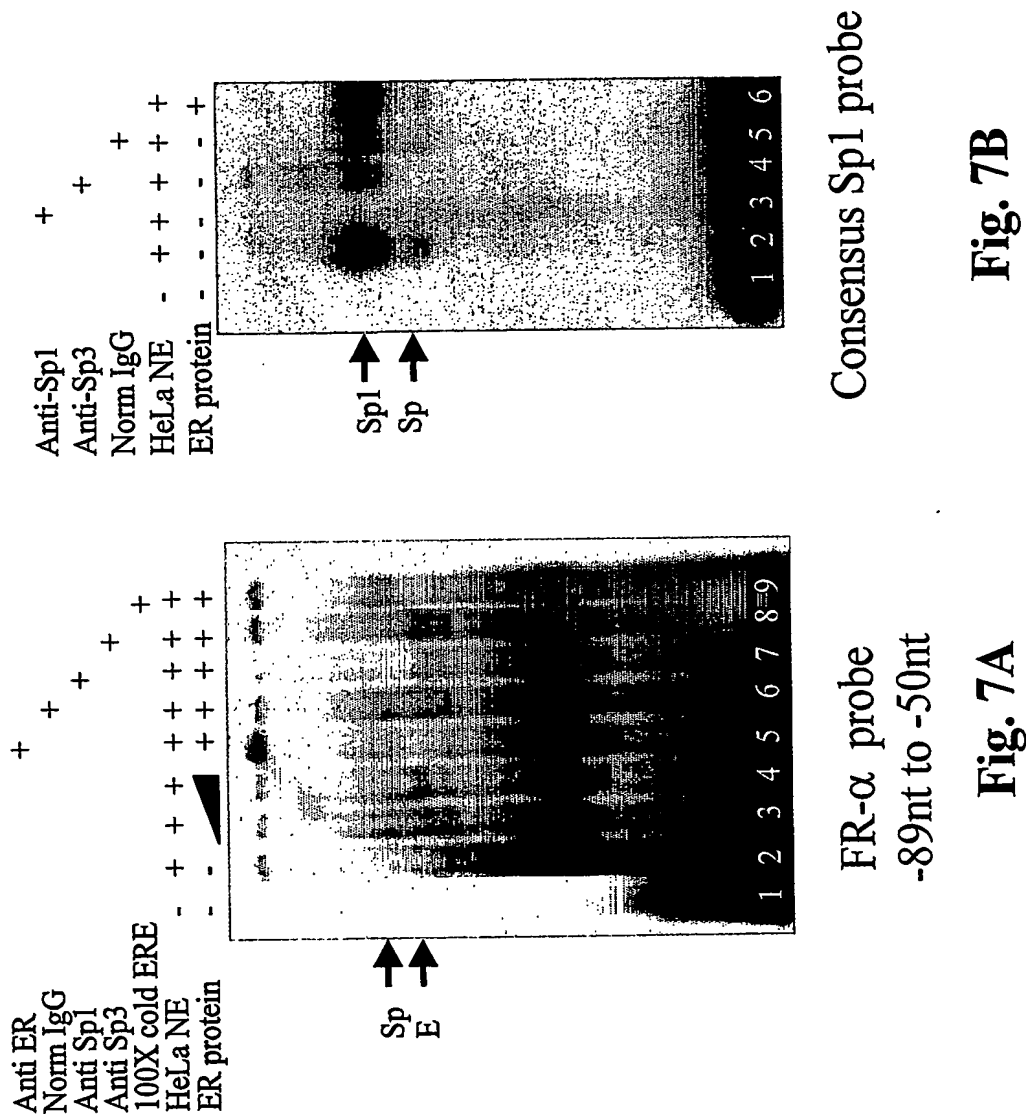 Anti ER +
Norm IgG +
Anti Sp1 +
Anti Sp3 +
100X cold ERE +
HeLa NE - + + + + + + + +
ER protein - - + + + + +
Sp
E
1 2 3 4 5 6 7 8 9
FR-α probe
-89nt to -50nt
Fig. 7A
Anti-Sp1 +
Anti-Sp3 +
Norm IgG +
HeLa NE - + + + + +
ER protein - - - - - +
Sp1
Sp
1 2 3 4 5 6
Consensus Sp1 probe
Fig. 7B